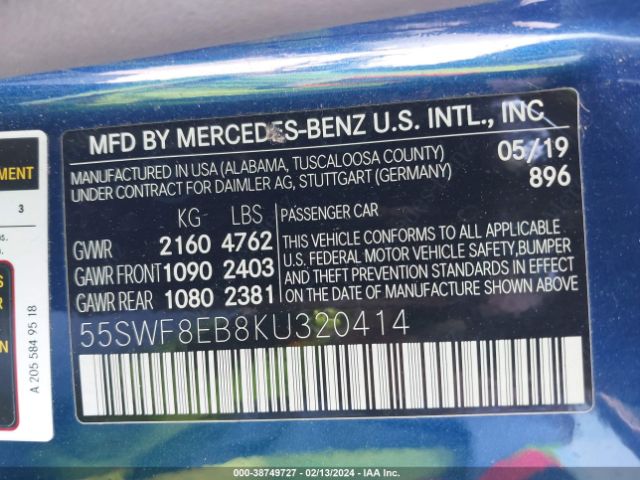 MFD BY MERCEDES-BENZ U.S. INTL., INC
MANUFACTURED IN USA (ALABAMA, TUSCALOOSA COUNTY)
UNDER CONTRACT FOR DAIMLER AG, STUTTGART (GERMANY)
05/19
896
KG LBS
GVWR 2160 4762
GAWR FRONT 1090 2403
GAWR REAR 1080 2381
PASSENGER CAR
THIS VEHICLE CONFORMS TO ALL APPLICABLE
U.S. FEDERAL MOTOR VEHICLE SAFETY, BUMPER
AND THEFT PREVENTION STANDARDS IN EFFECT
ON THE DATE OF MANUFACTURE SHOWN ABOVE
55SWF8EB8KU320414
MENT
3
A 205 584 95 18
000-38749727 - 02/13/2024 - IAA Inc.